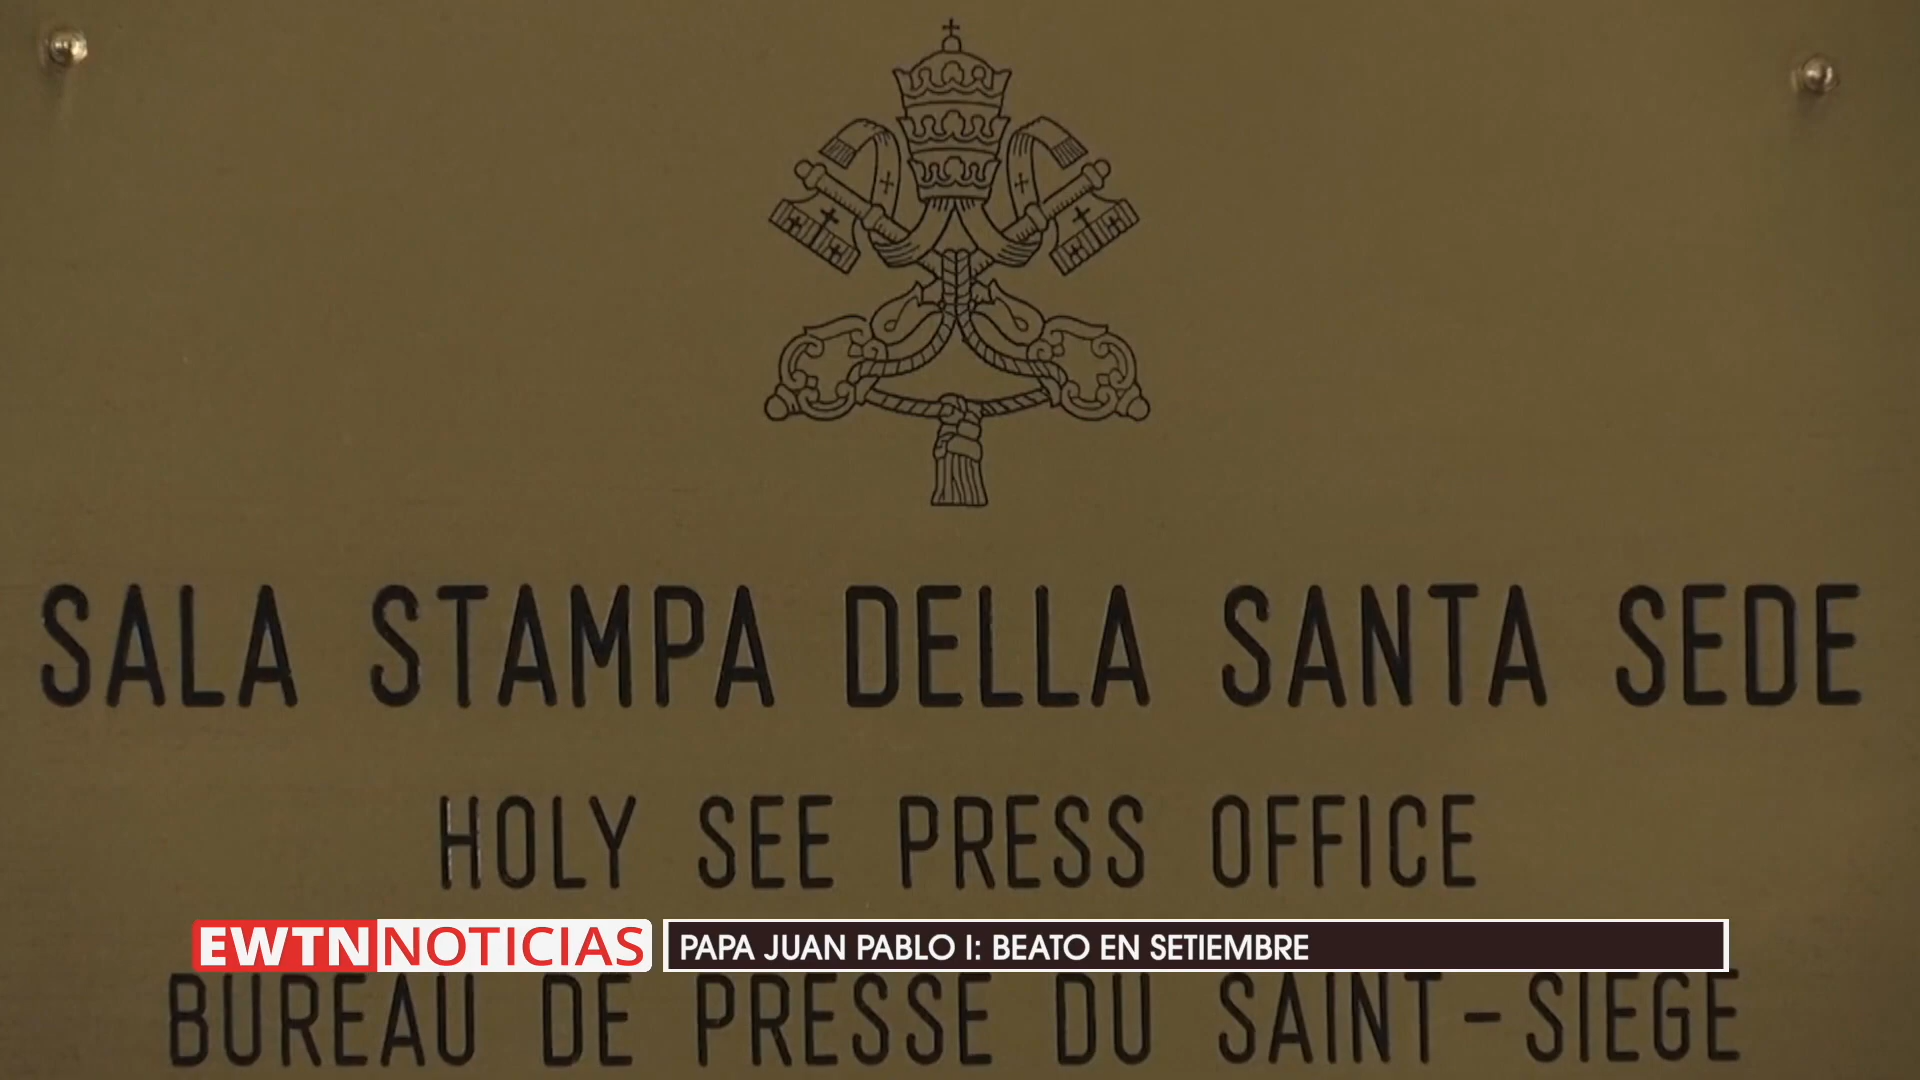 SALA STAMPA DELLA SANTA SEDE
HOLY SEE PRESS OFFICE
EWTN NOTICIAS
PAPA JUAN PABLO I: BEATO EN SETIEMBRE
BUREAU DE PRESSE DU SAINT-SIEGE